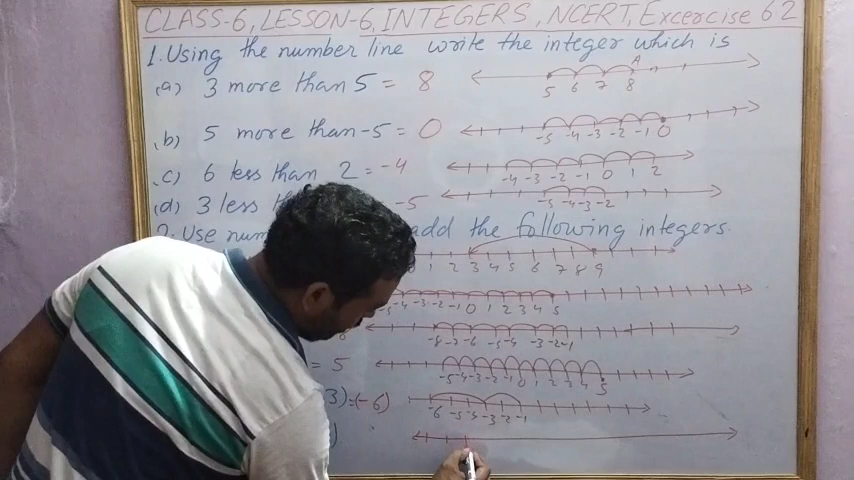 CLASS-6, LESSON-6, INTEGERS, NCERT, Excercise 6 2
1. Using the number line write the integer which is
(a) 3 more than 5 = 8
5 6 7 8 A
(b) 5 more than -5 = 0
-5 -4 -3 -2 -1 0
(c) 6 less than 2 = -4
-4 -3 -2 -1 0 1 2
(d) 3 less -5
-5 -4 -3 -2
2. Use num add the following integers.
1 2 3 4 5 6 7 8 9
-4 -3 -2 -1 0 1 2 3 4 5
-8 -7 -6 -5 -4 -3 -2 -1
= 5
-5 -4 -3 -2 -1 0 1 2 3 4 5
3) = (-6)
-6 -5 -4 -3 -2 -1
)